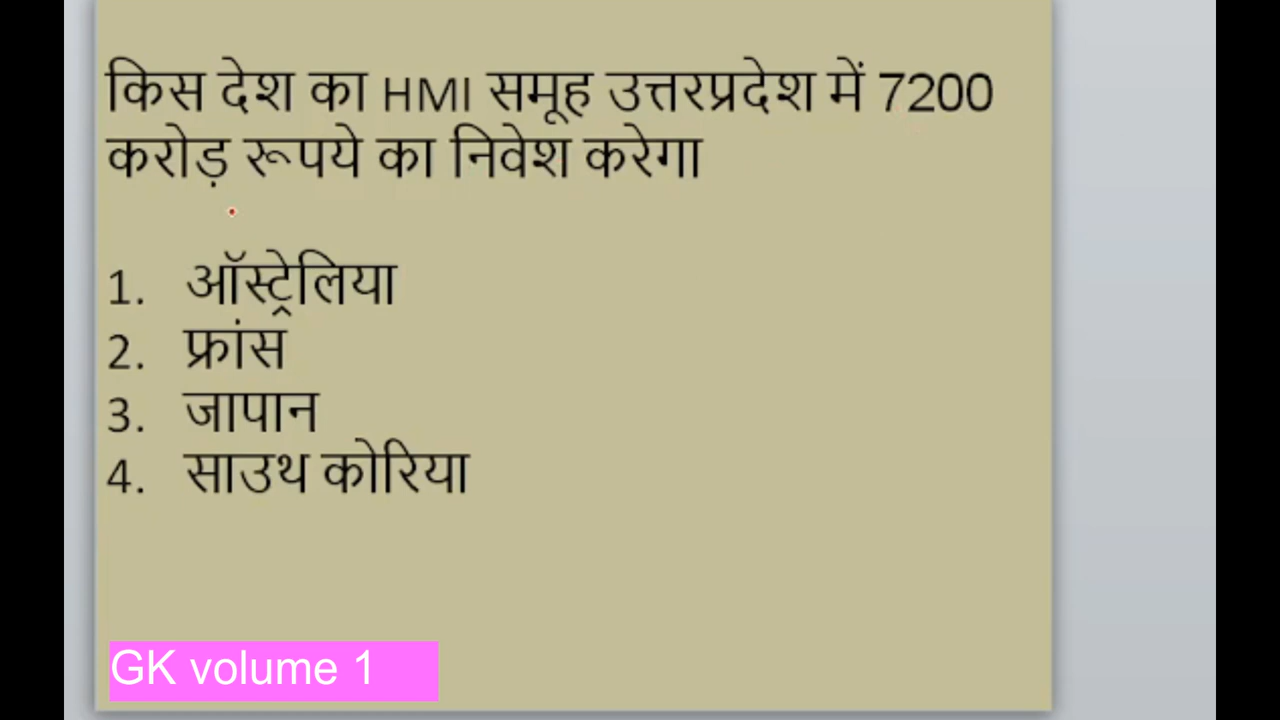 किस देश का HMI समूह उत्तरप्रदेश में 7200
करोड़ रूपये का निवेश करेगा
1. ऑस्ट्रेलिया
2. फ्रांस
3. जापान
4. साउथ कोरिया
GK volume 1